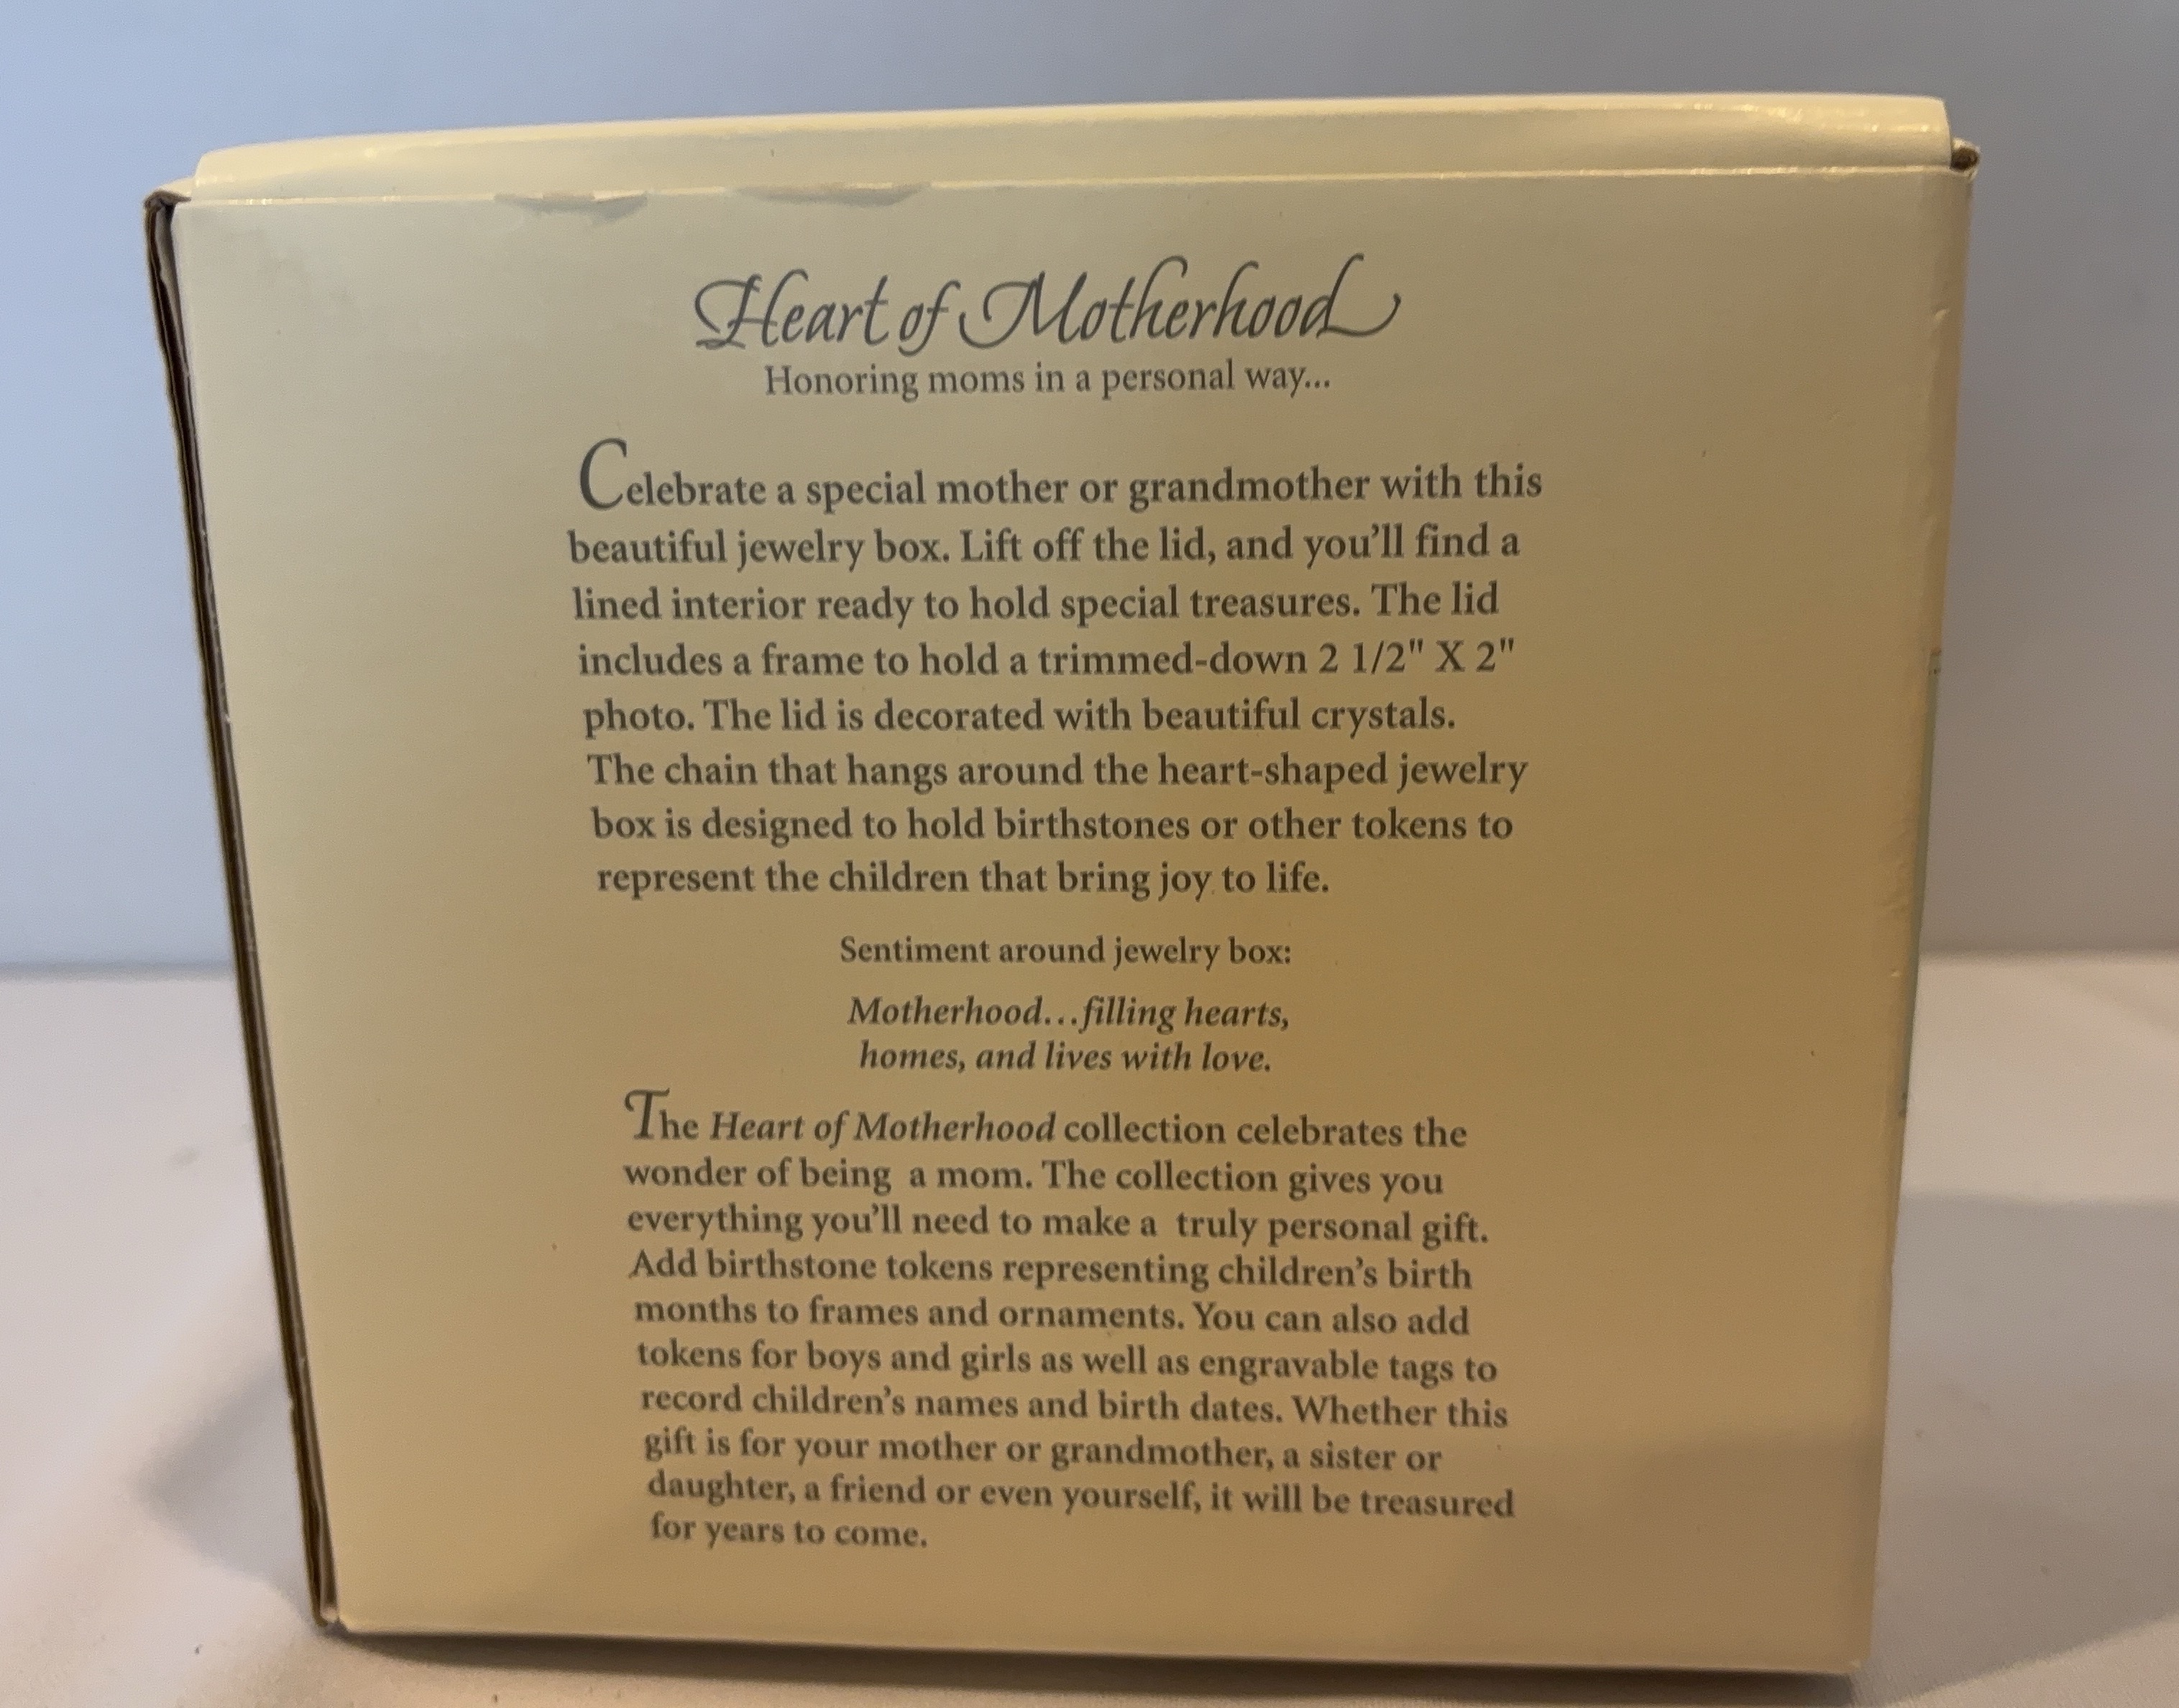 Heart of Motherhood
Honoring moms in a personal way...
Celebrate a special mother or grandmother with this
beautiful jewelry box. Lift off the lid, and you'll find a
lined interior ready to hold special treasures. The lid
includes a frame to hold a trimmed-down 2 1/2" X 2"
photo. The lid is decorated with beautiful crystals.
The chain that hangs around the heart-shaped jewelry
box is designed to hold birthstones or other tokens to
represent the children that bring joy to life.
Sentiment around jewelry box:
Motherhood...filling hearts,
homes, and lives with love.
The Heart of Motherhood collection celebrates the
wonder of being a mom. The collection gives you
everything you'll need to make a truly personal gift.
Add birthstone tokens representing children's birth
months to frames and ornaments. You can also add
tokens for boys and girls as well as engravable tags to
record children's names and birth dates. Whether this
gift is for your mother or grandmother, a sister or
daughter, a friend or even yourself, it will be treasured
for years to come.